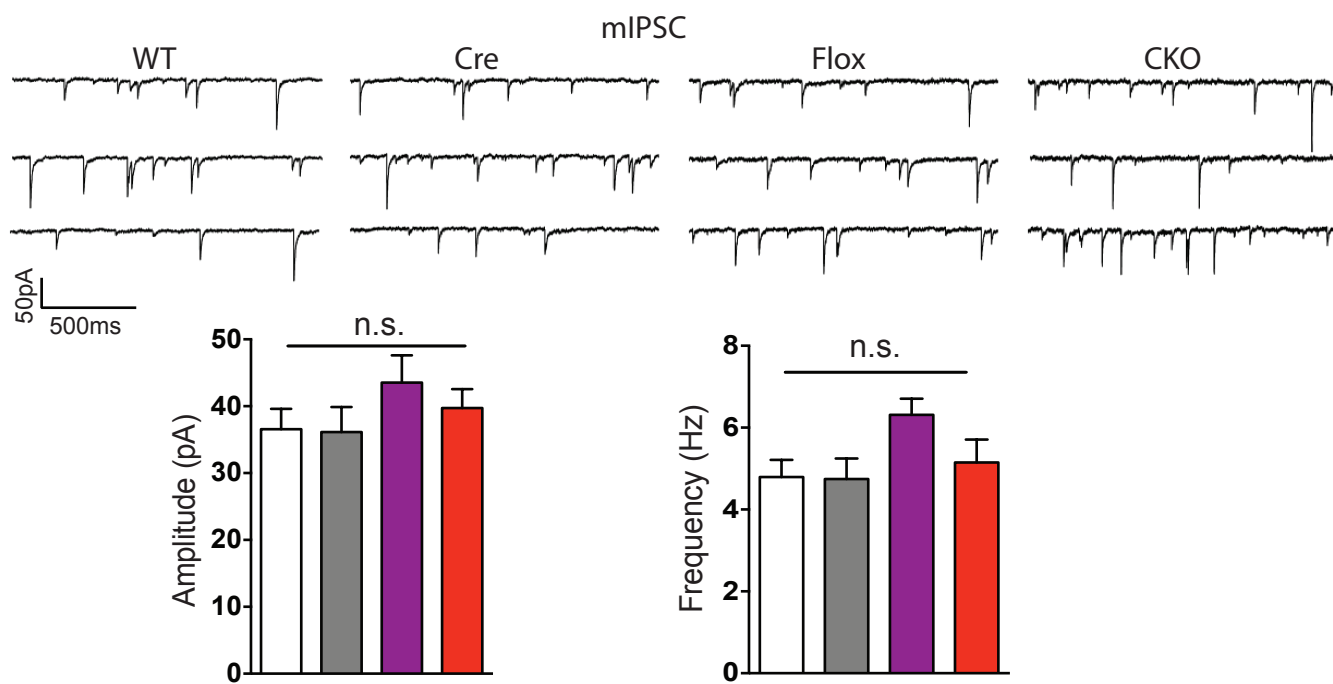 mIPSC
WT Cre Flox CKO
50pA
500ms
n.s.
50
40
30
20
10
0
Amplitude (pA)
n.s.
8
6
4
2
0
Frequency (Hz)